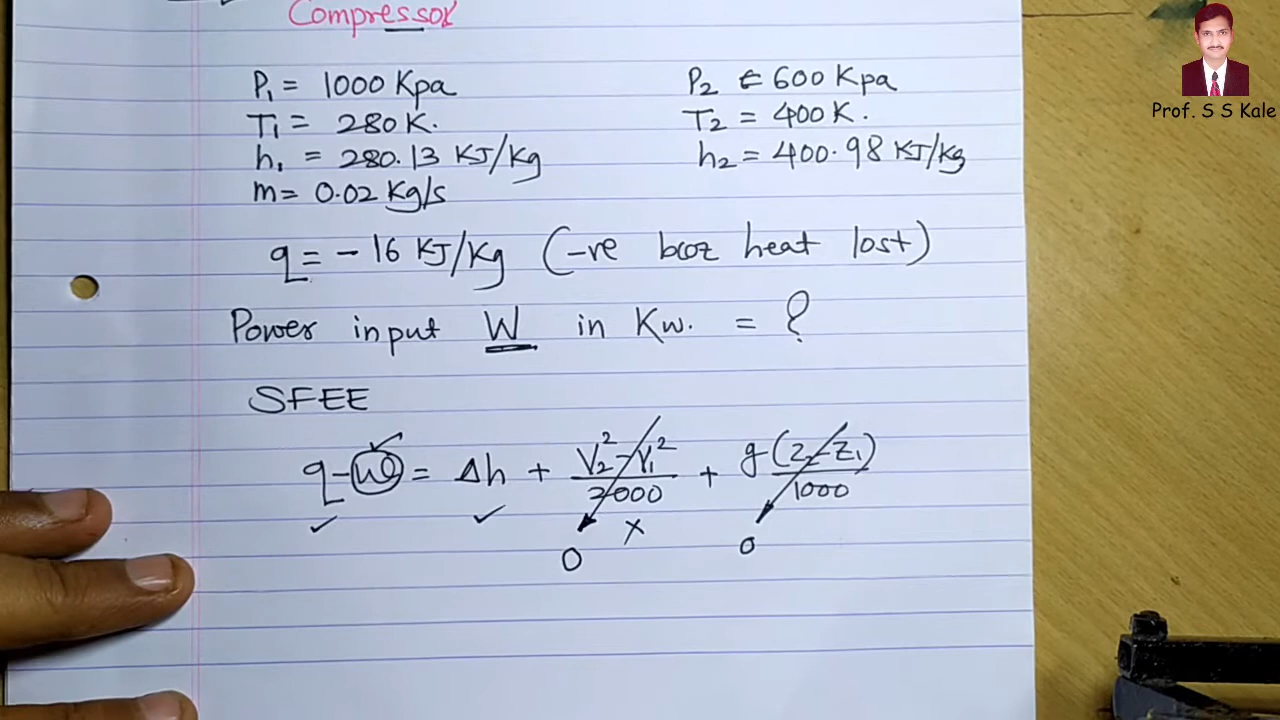 Compressor
Prof. S S Kale
P₁ = 1000 Kpa
P₂ = 600 Kpa
T₁ = 280 K.
T₂ = 400 K.
h₁ = 280.13 KJ/Kg
h₂ = 400.98 KJ/Kg
m = 0.02 Kg/s
q = -16 KJ/Kg (-ve bcoz heat lost)
Power input W in Kw. = ?
SFEE
q - w = Δh + V₂² - V₁² / 2000 + g(Z₂ - Z₁) / 1000
0 X 0